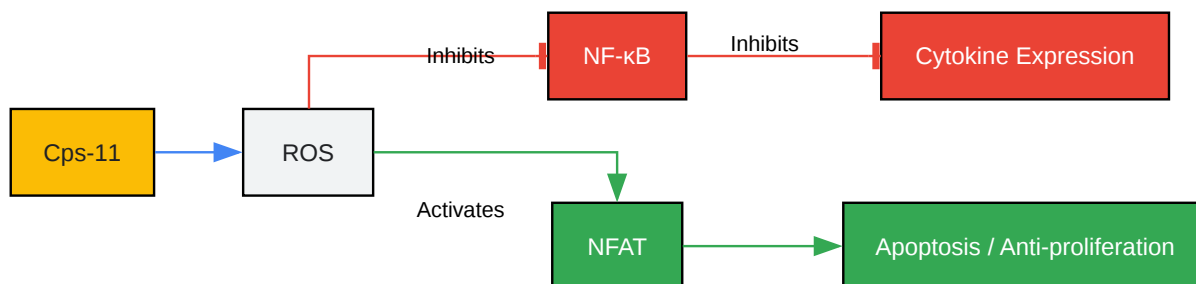 Inhibits
NF-κB
Inhibits
Cytokine Expression
Cps-11
ROS
Activates
NFAT
Apoptosis / Anti-proliferation